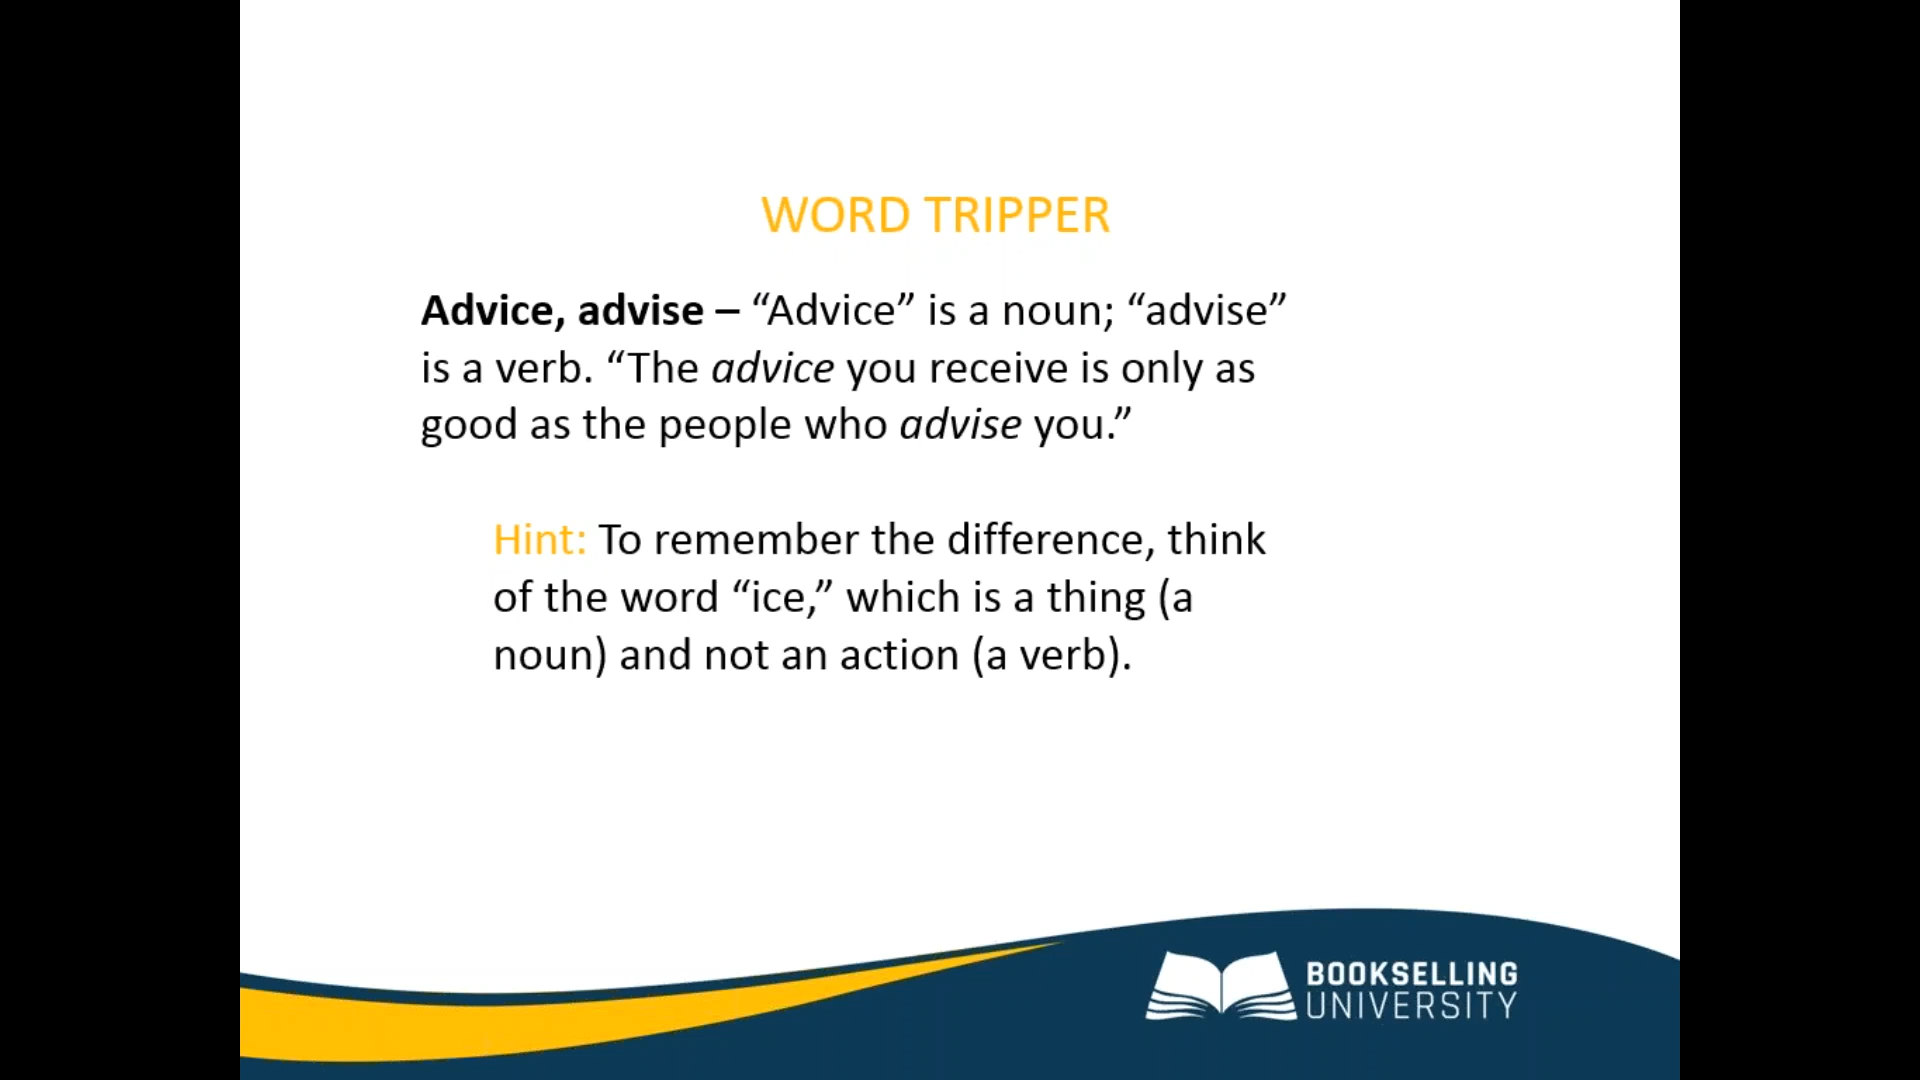 WORD TRIPPER
Advice, advise – “Advice” is a noun; “advise”
is a verb. “The advice you receive is only as
good as the people who advise you.”
Hint: To remember the difference, think
of the word “ice,” which is a thing (a
noun) and not an action (a verb).
BOOKSELLING
UNIVERSITY